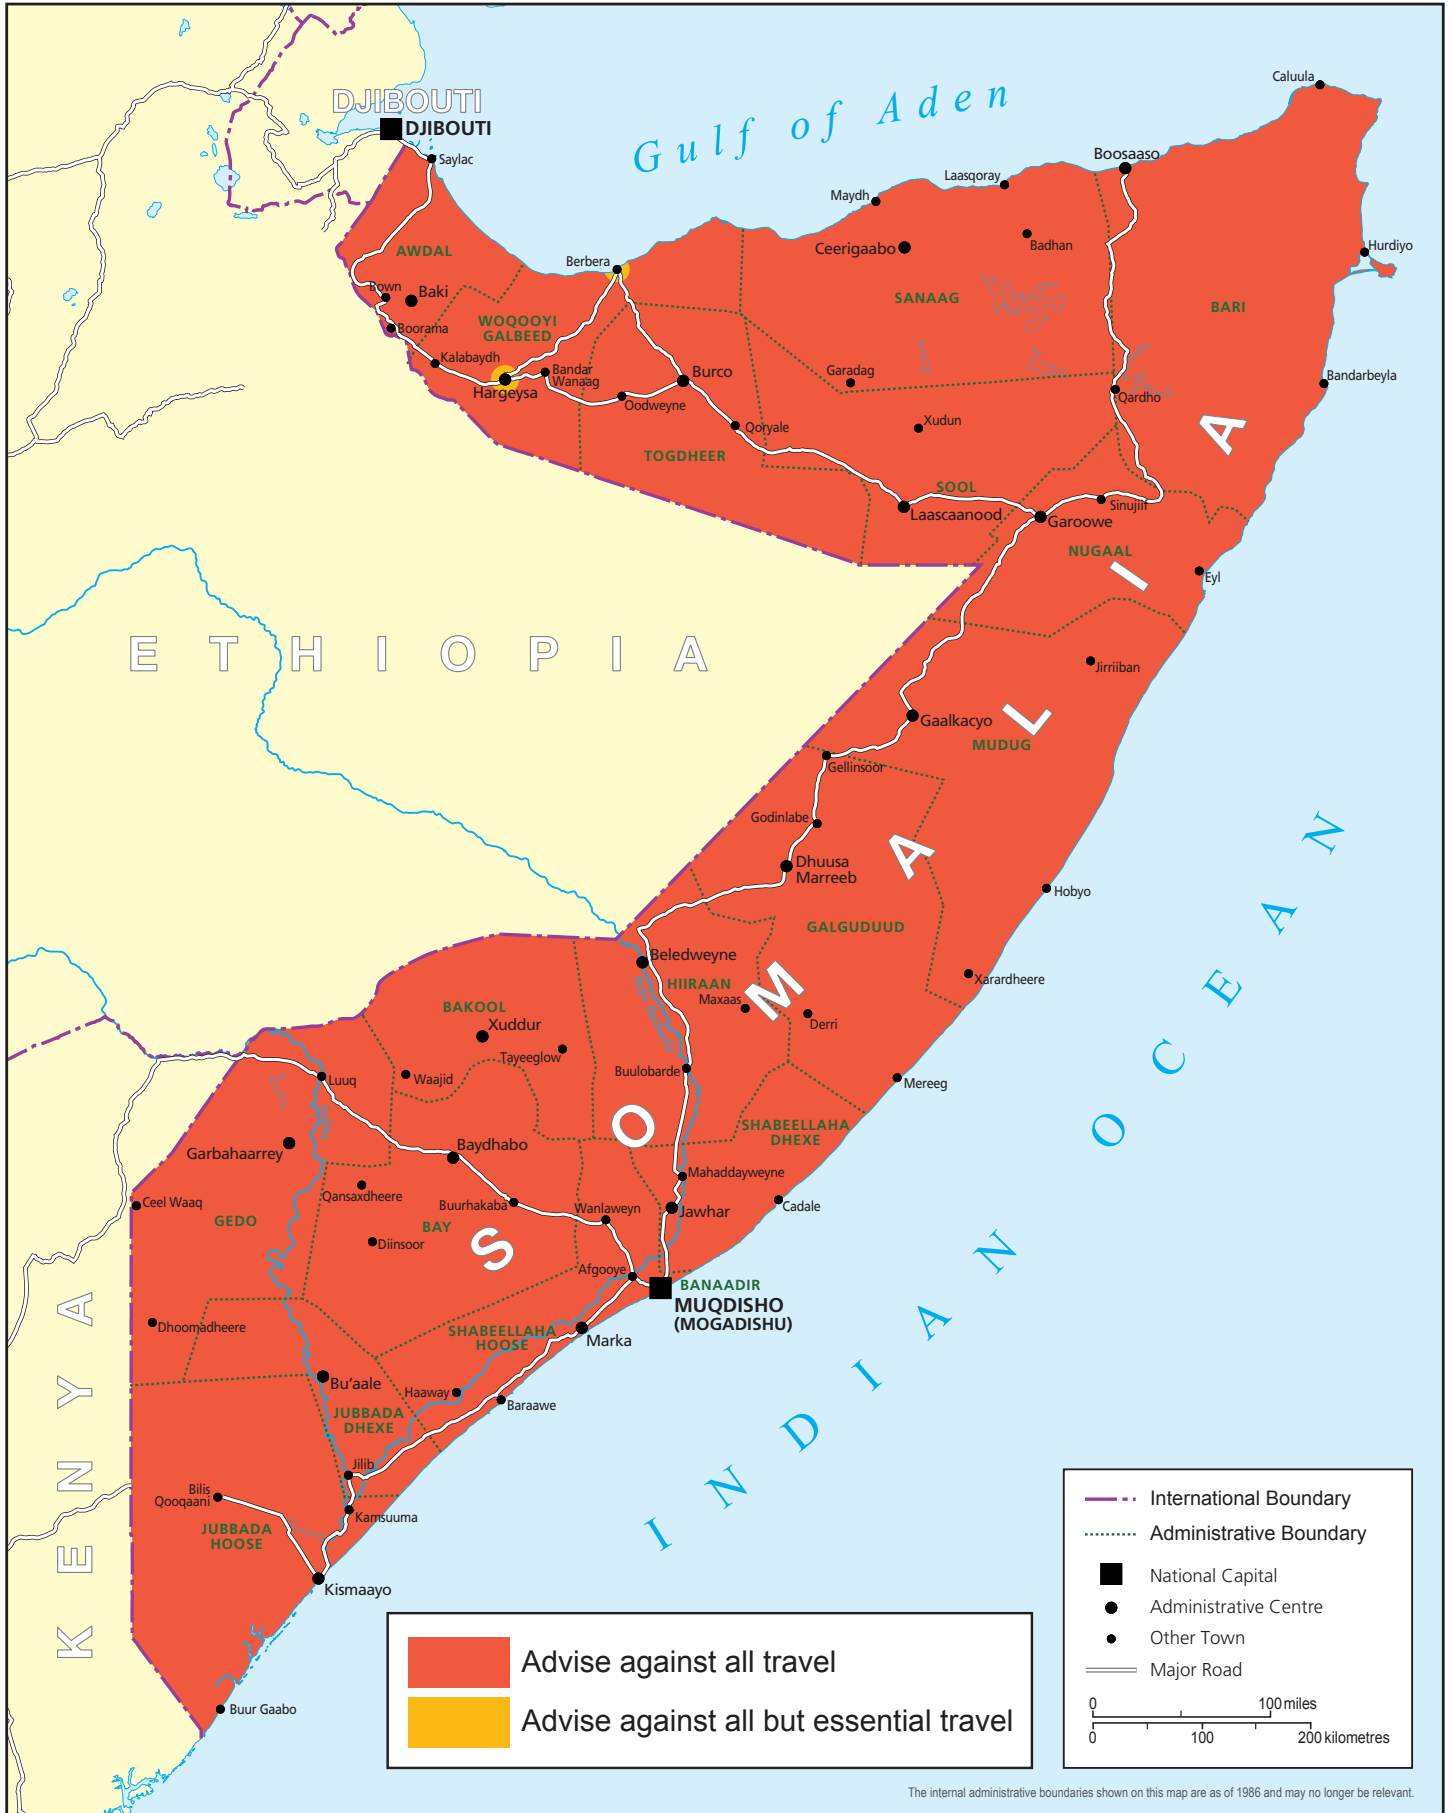 DJIBOUTI
DJIBOUTI
Saylac
Gulf of Aden
Caluula
Boosaaso
Laasqoray
Maydh
Ceerigaabo
Badhan
Hurdiyo
AWDAL
Berbera
Bown
Baki
SANAAG
BARI
WOQOOYI
GALBEED
Boorama
Kalabaydh
Bandar
Wanaag
Hargeysa
Burco
Garadag
Bandarbeyla
Qardho
Oodweyne
Xudun
Qoryale
TOGDHEER
SOOL
Laascaanood
Sinujiif
Garoowe
NUGAAL
Eyl
ETHIOPIA
Jirriiban
Gaalkacyo
MUDUG
Gellinsoor
Godinlabe
Dhuusa
Marreeb
Hobyo
GALGUDUUD
Beledweyne
HIIRAAN
Xarardheere
Maxaas
Derri
BAKOOL
Xuddur
Tayeeglow
Waajid
Luuq
Buulobarde
Mereeg
SHABEELLAHA
DHEXE
Garbahaarrey
Baydhabo
Mahaddayweyne
Qansaxdheere
Ceel Waaq
Buurhakaba
Wanlaweyn
Jawhar
Cadale
GEDO
BAY
Diinsoor
Afgooye
BANAADIR
MUQDISHO
(MOGADISHU)
Dhoomadheere
SHABEELLAHA
HOOSE
Marka
Bu'aale
Haaway
Baraawe
JUBBADA
DHEXE
Jilib
Bilis
Qooqaani
Kamsuuma
JUBBADA
HOOSE
Kismaayo
Buur Gaabo
SOMALIA
KENYA
INDIAN OCEAN
Advise against all travel
Advise against all but essential travel
International Boundary
Administrative Boundary
National Capital
Administrative Centre
Other Town
Major Road
0 100 miles
0 100 200 kilometres
The internal administrative boundaries shown on this map are as of 1986 and may no longer be relevant.